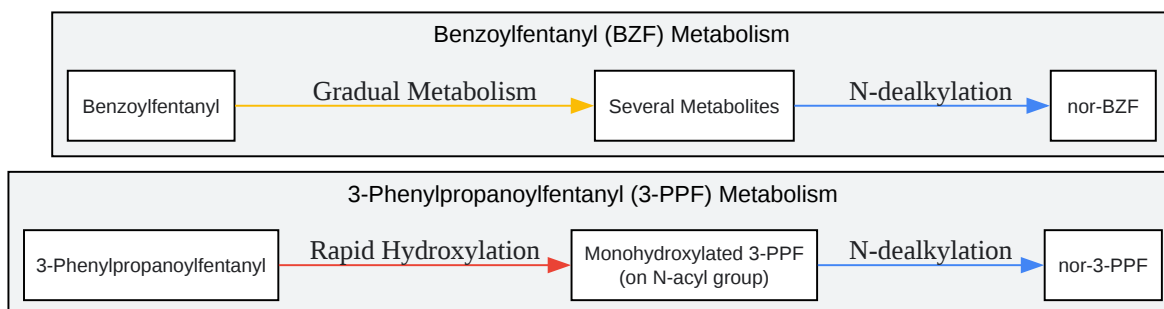 Benzoylfentanyl (BZF) Metabolism
Benzoylfentanyl
Gradual Metabolism
Several Metabolites
N-dealkylation
nor-BZF
3-Phenylpropanoylfentanyl (3-PPF) Metabolism
3-Phenylpropanoylfentanyl
Rapid Hydroxylation
Monohydroxylated 3-PPF
(on N-acyl group)
N-dealkylation
nor-3-PPF